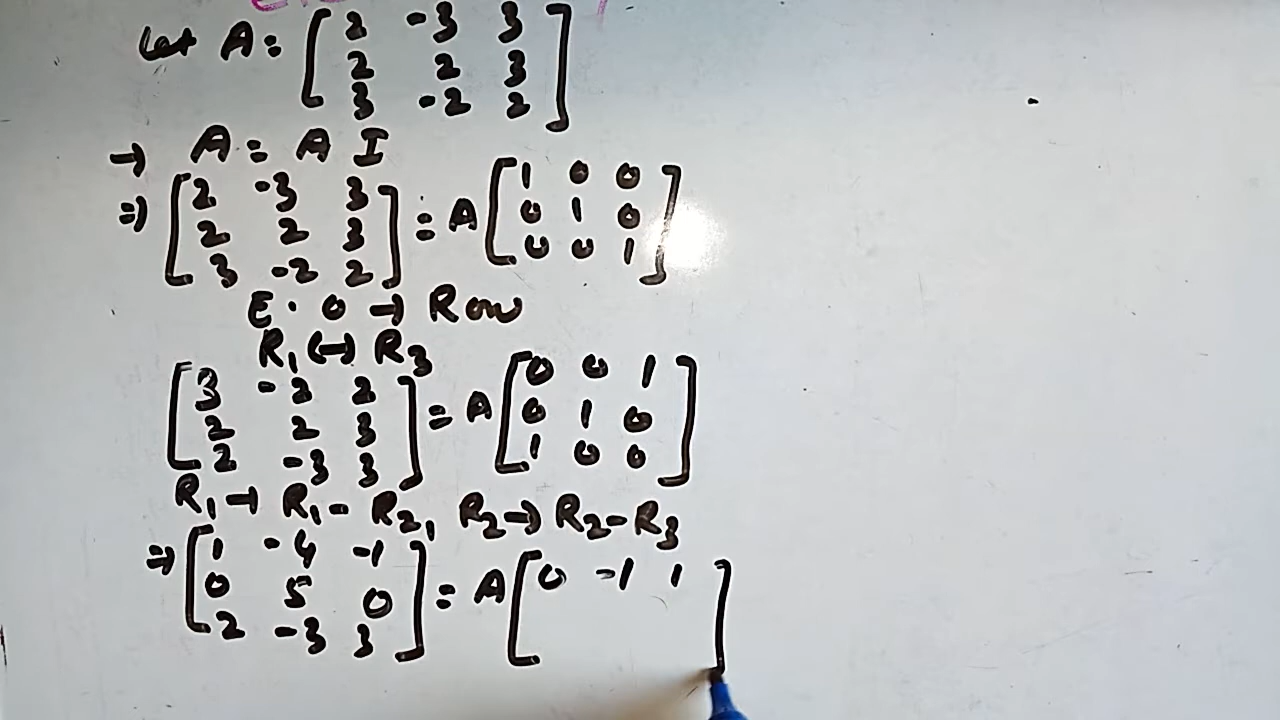 Let A = [ 2 -3 3
2 2 3
3 -2 2 ]
→ A = A I
⇒ [ 2 -3 3 ] = A [ 1 0 0 ]
[ 2 2 3 ] [ 0 1 0 ]
[ 3 -2 2 ] [ 0 0 1 ]
E. O → Row
R₁ ↔ R₃
[ 3 -2 2 ] = A [ 0 0 1 ]
[ 2 2 3 ] [ 0 1 0 ]
[ 2 -3 3 ] [ 1 0 0 ]
R₁ → R₁ - R₂, R₂ → R₂ - R₃
⇒ [ 1 -4 -1 ] = A [ 0 -1 1 ]
[ 0 5 0 ]
[ 2 -3 3 ]